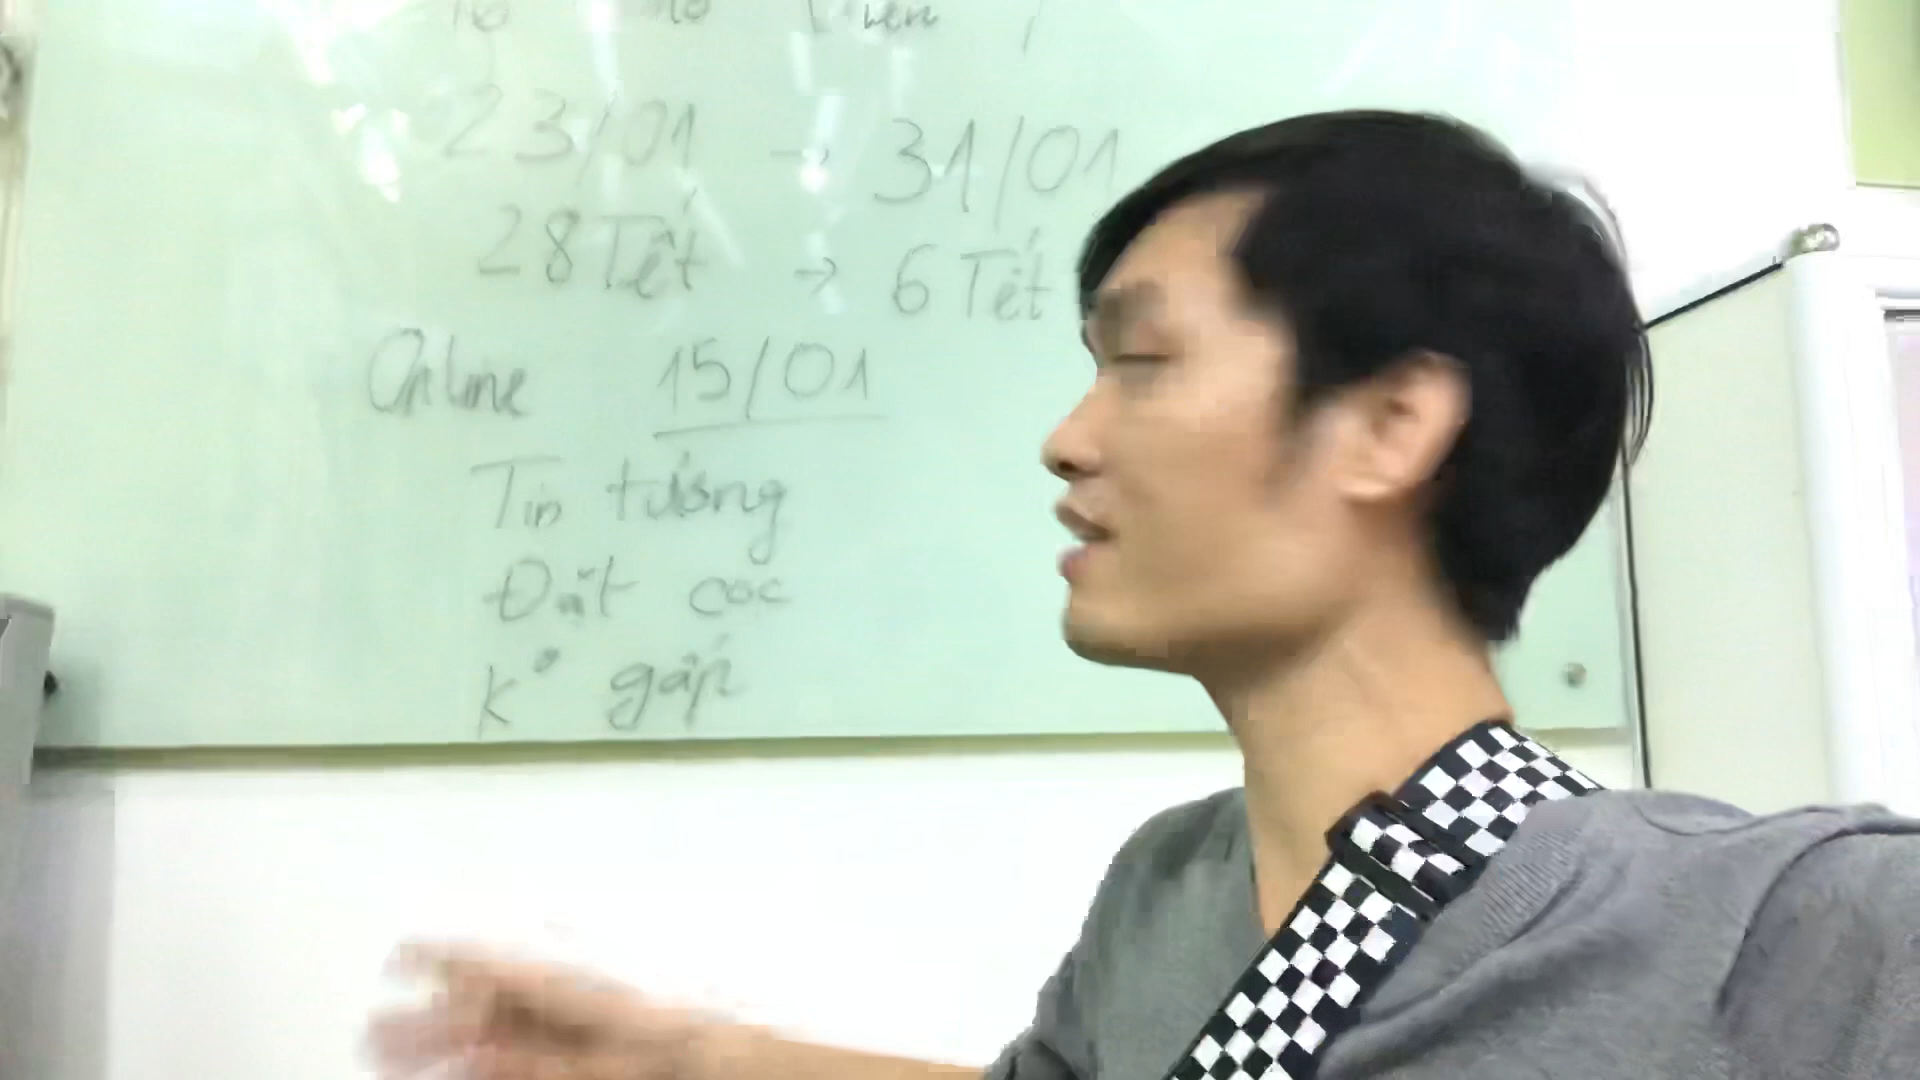 23/01 → 31/01
28 Tết → 6 Tết
Online 15/01
Tin tưởng
Đặt cọc
K° gấp